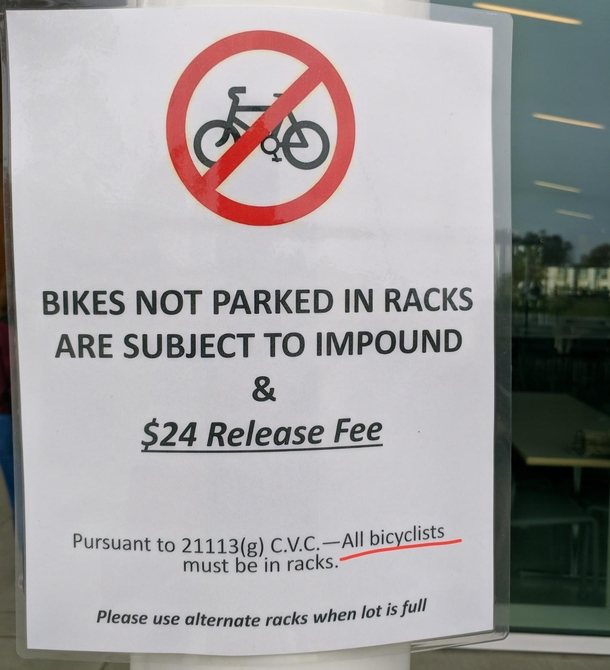 BIKES NOT PARKED IN RACKS
ARE SUBJECT TO IMPOUND
&
$24 Release Fee
Pursuant to 21113(g) C.V.C.—All bicyclists
must be in racks.
Please use alternate racks when lot is full